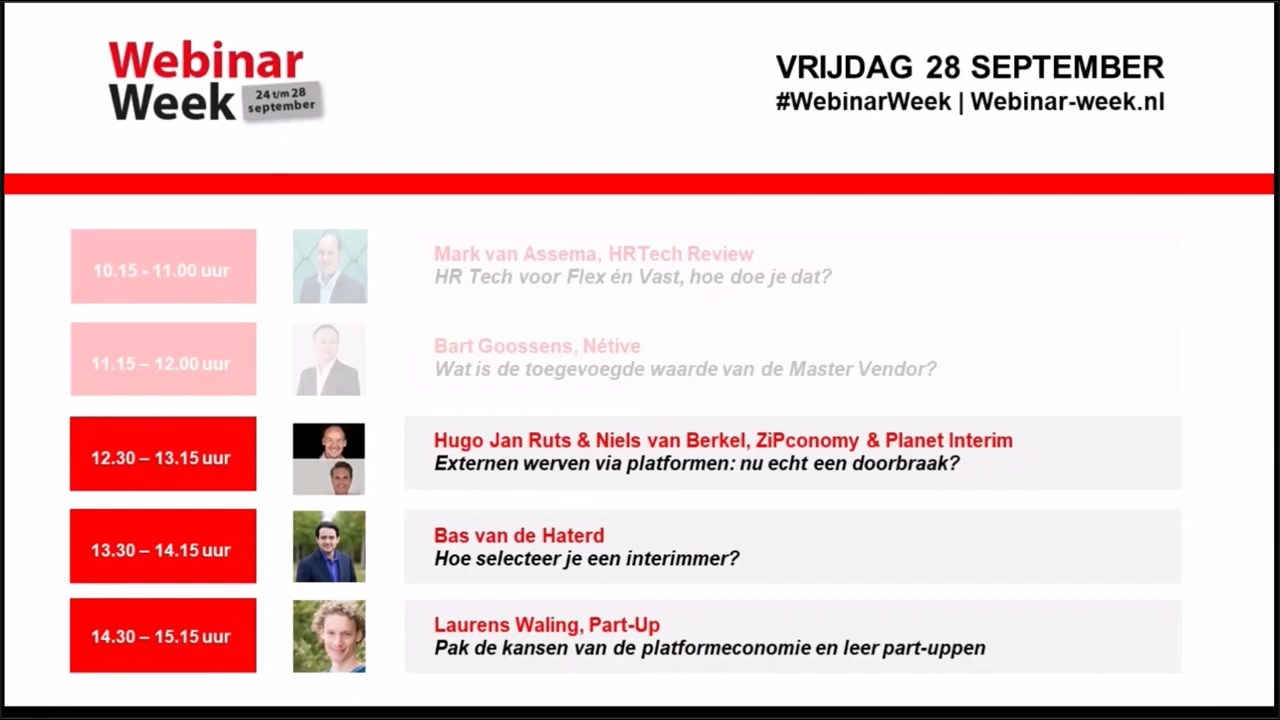 Webinar
Week
24 t/m 28
september
VRIJDAG 28 SEPTEMBER
#WebinarWeek | Webinar-week.nl
10.15 - 11.00 uur
Mark van Assema, HRTech Review
HR Tech voor Flex én Vast, hoe doe je dat?
11.15 – 12.00 uur
Bart Goossens, Nétive
Wat is de toegevoegde waarde van de Master Vendor?
12.30 – 13.15 uur
Hugo Jan Ruts & Niels van Berkel, ZiPconomy & Planet Interim
Externen werven via platformen: nu echt een doorbraak?
13.30 – 14.15 uur
Bas van de Haterd
Hoe selecteer je een interimmer?
14.30 – 15.15 uur
Laurens Waling, Part-Up
Pak de kansen van de platformeconomie en leer part-uppen